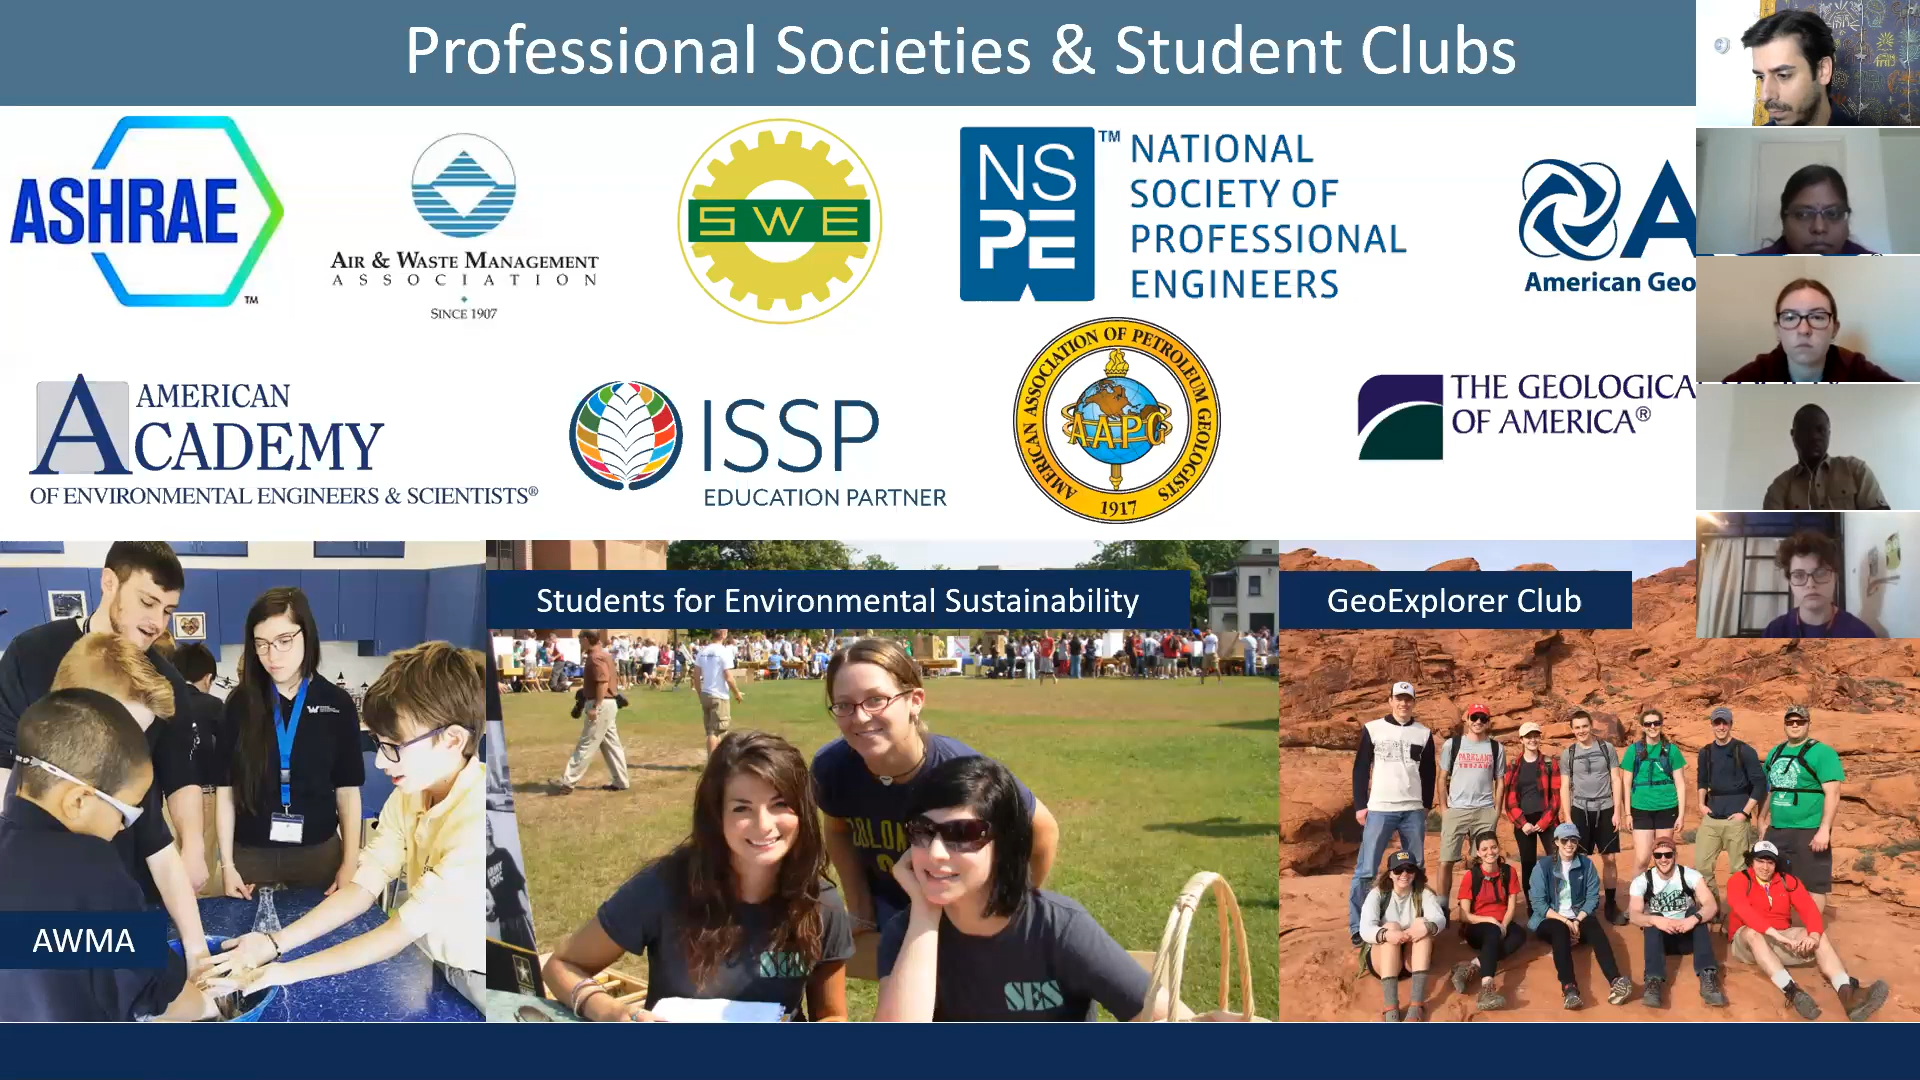 Professional Societies & Student Clubs
ASHRAE
TM
AIR & WASTE MANAGEMENT
ASSOCIATION
SINCE 1907
SWE
NS
PE
TM
NATIONAL
SOCIETY OF
PROFESSIONAL
ENGINEERS
A
American Geo
AMERICAN
ACADEMY
OF ENVIRONMENTAL ENGINEERS & SCIENTISTS®
ISSP
EDUCATION PARTNER
AMERICAN ASSOCIATION OF PETROLEUM GEOLOGISTS
AAPG
1917
THE GEOLOGICA
OF AMERICA®
Students for Environmental Sustainability
GeoExplorer Club
AWMA
SES